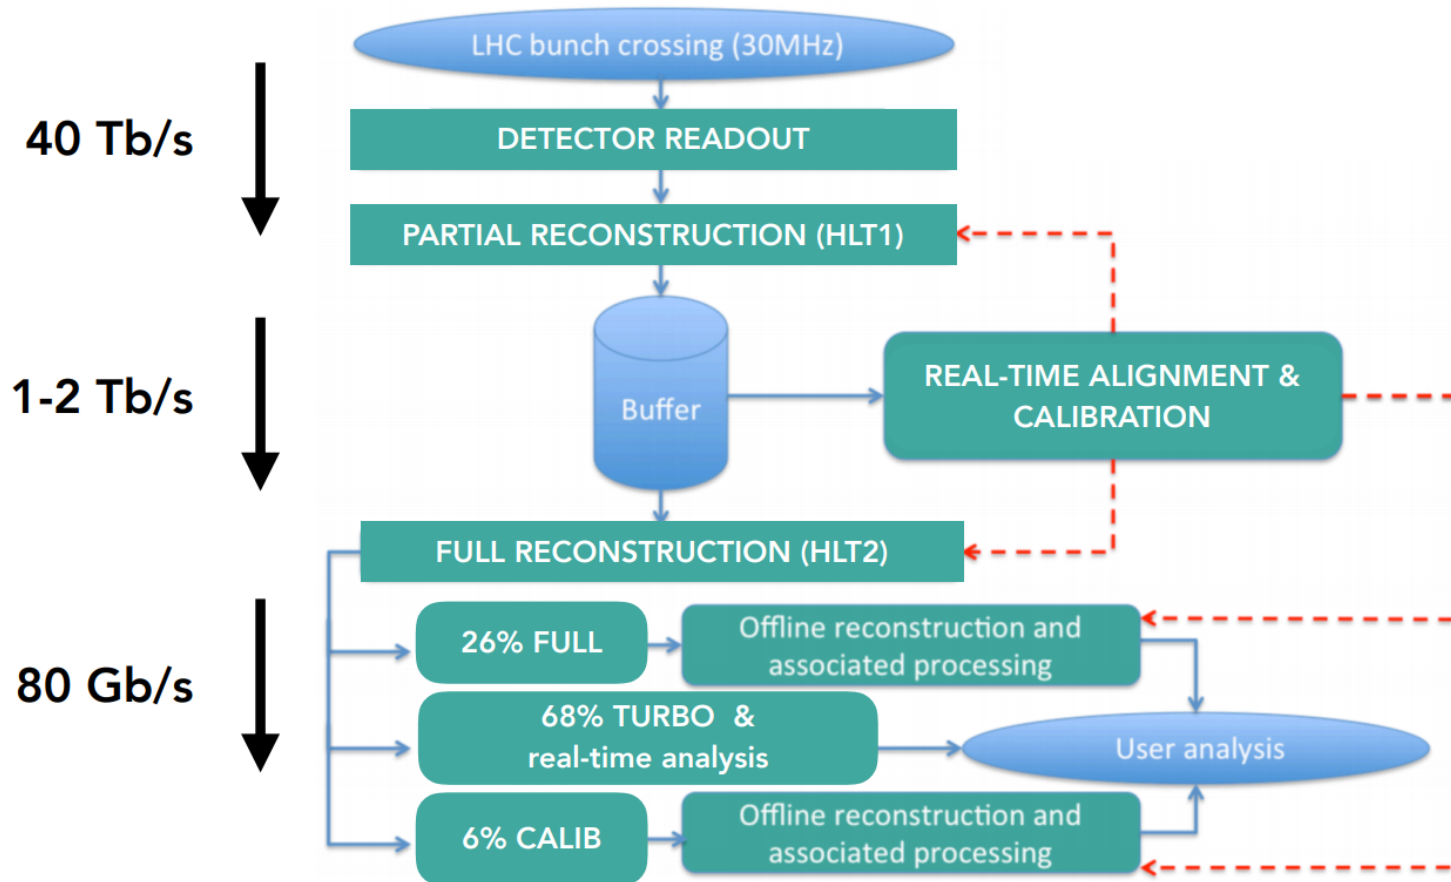 LHC bunch crossing (30MHz)
40 Tb/s
DETECTOR READOUT
PARTIAL RECONSTRUCTION (HLT1)
1-2 Tb/s
Buffer
REAL-TIME ALIGNMENT &
CALIBRATION
FULL RECONSTRUCTION (HLT2)
80 Gb/s
26% FULL
Offline reconstruction and
associated processing
68% TURBO &
real-time analysis
User analysis
6% CALIB
Offline reconstruction and
associated processing